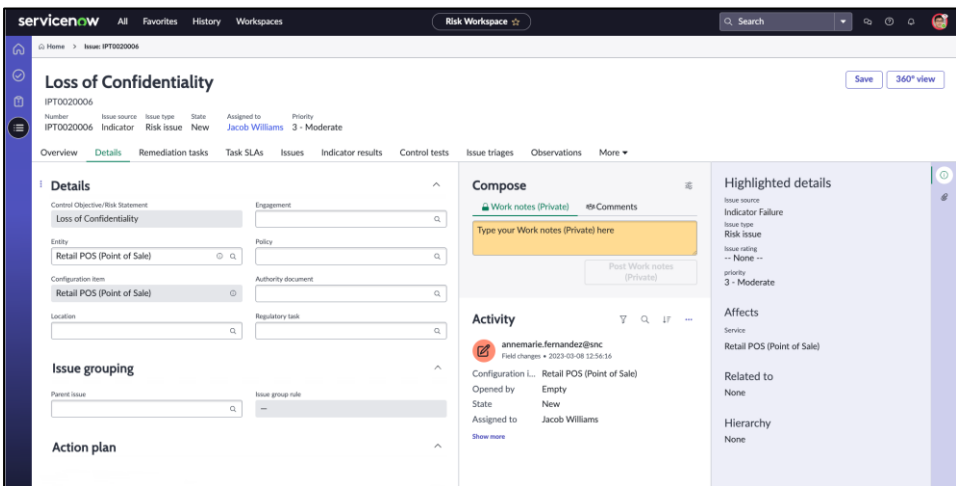 servicenow All Favorites History Workspaces Risk Workspace Search
Home > Issue: IPT0020006
Loss of Confidentiality
Save 360° view
IPT0020006
Number Issue source Issue type State Assigned to Priority
IPT0020006 Indicator Risk issue New Jacob Williams 3 - Moderate
Overview Details Remediation tasks Task SLAs Issues Indicator results Control tests Issue triages Observations More
Details
Control Objective/Risk Statement
Loss of Confidentiality
Engagement
Entity
Retail POS (Point of Sale)
Policy
Configuration item
Retail POS (Point of Sale)
Authority document
Location
Regulatory task
Issue grouping
Parent issue
Issue group rule
—
Action plan
Compose
Work notes (Private) Comments
Type your Work notes (Private) here
Post Work notes
(Private)
Activity
annemarie.fernandez@snc
Field changes • 2023-03-08 12:56:16
Configuration i... Retail POS (Point of Sale)
Opened by Empty
State New
Assigned to Jacob Williams
Show more
Highlighted details
Issue source
Indicator Failure
Issue type
Risk issue
Issue rating
-- None --
priority
3 - Moderate
Affects
Service
Retail POS (Point of Sale)
Related to
None
Hierarchy
None